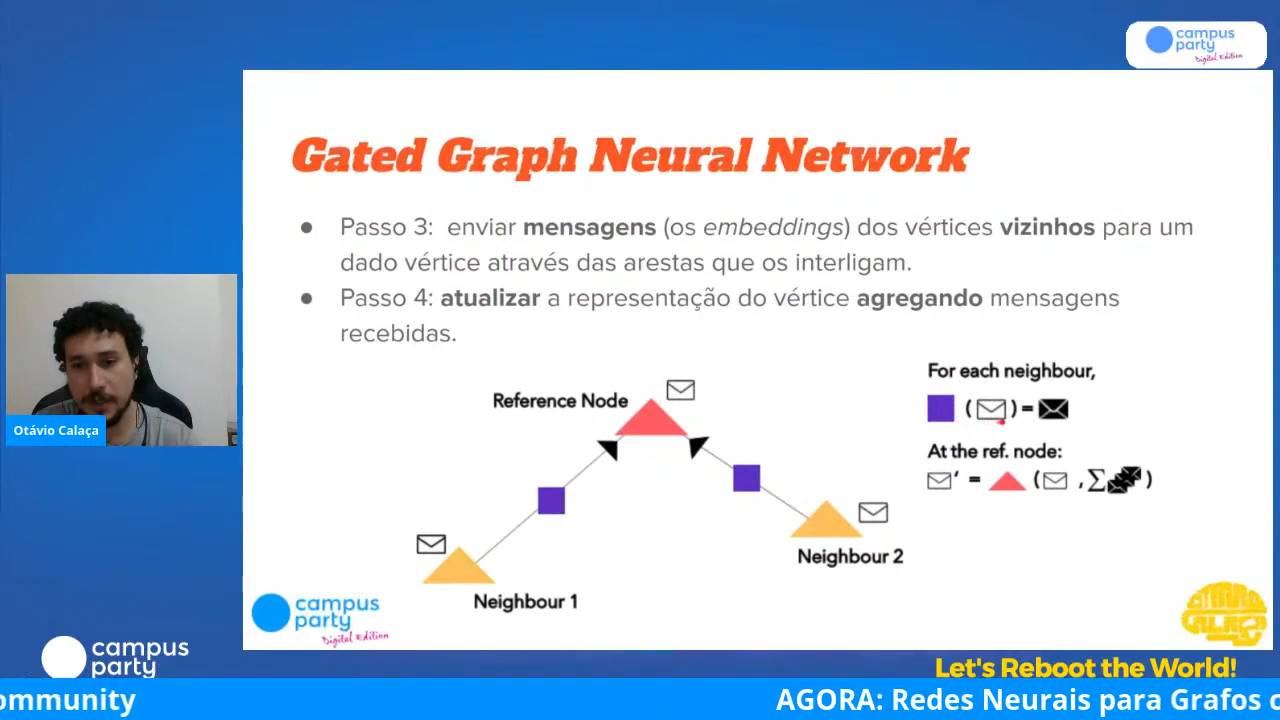 campus
party
Digital Edition
Gated Graph Neural Network
● Passo 3: enviar mensagens (os embeddings) dos vértices vizinhos para um
dado vértice através das arestas que os interligam.
● Passo 4: atualizar a representação do vértice agregando mensagens
recebidas.
For each neighbour,
( ) =
Reference Node
At the ref. node:
' = ( , Σ )
Otávio Calaça
Neighbour 2
Neighbour 1
campus
party
Digital Edition
campus
party
Let's Reboot the World!
ommunity
AGORA: Redes Neurais para Grafos c